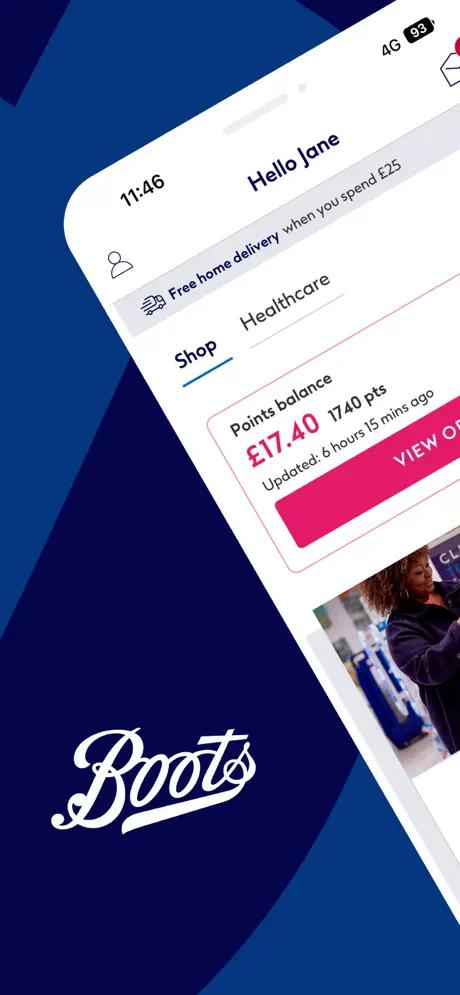 11:46
4G 93
Hello Jane
Free home delivery when you spend £25
Shop Healthcare
Points balance
£17.40 1740 pts
Updated: 6 hours 15 mins ago
VIEW
Boots